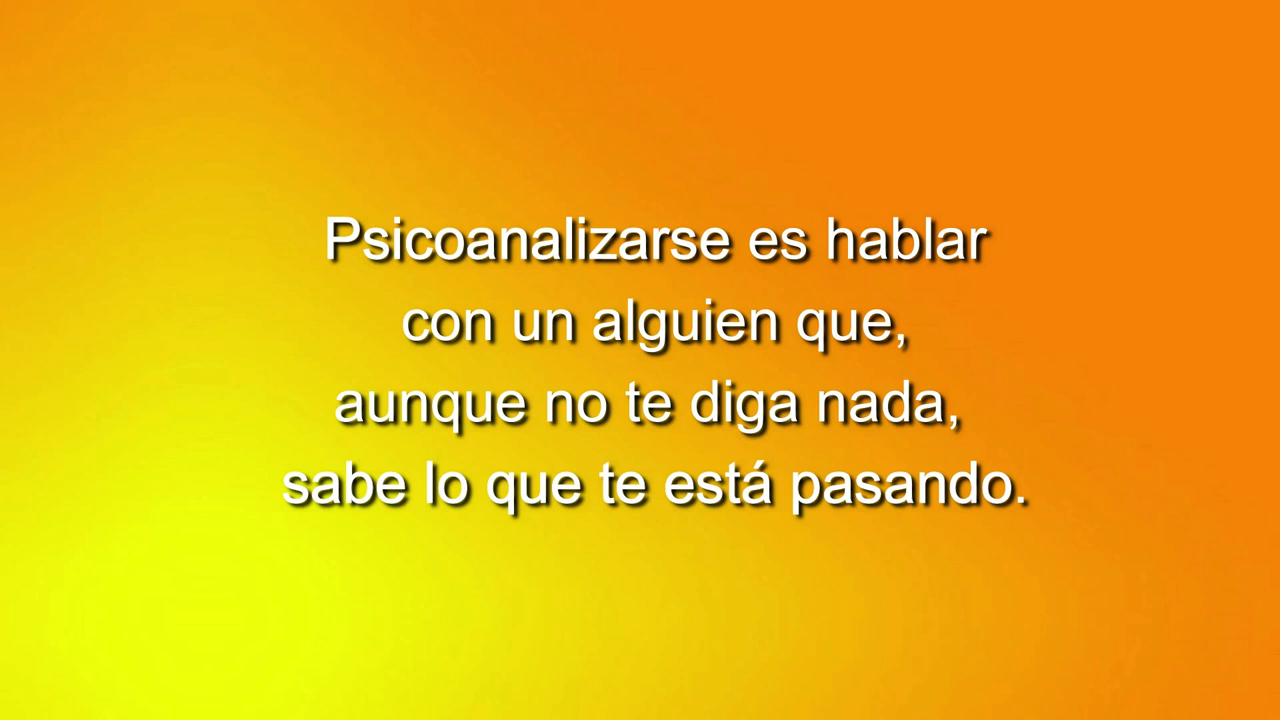 Psicoanalizarse es hablar
con un alguien que,
aunque no te diga nada,
sabe lo que te está pasando.